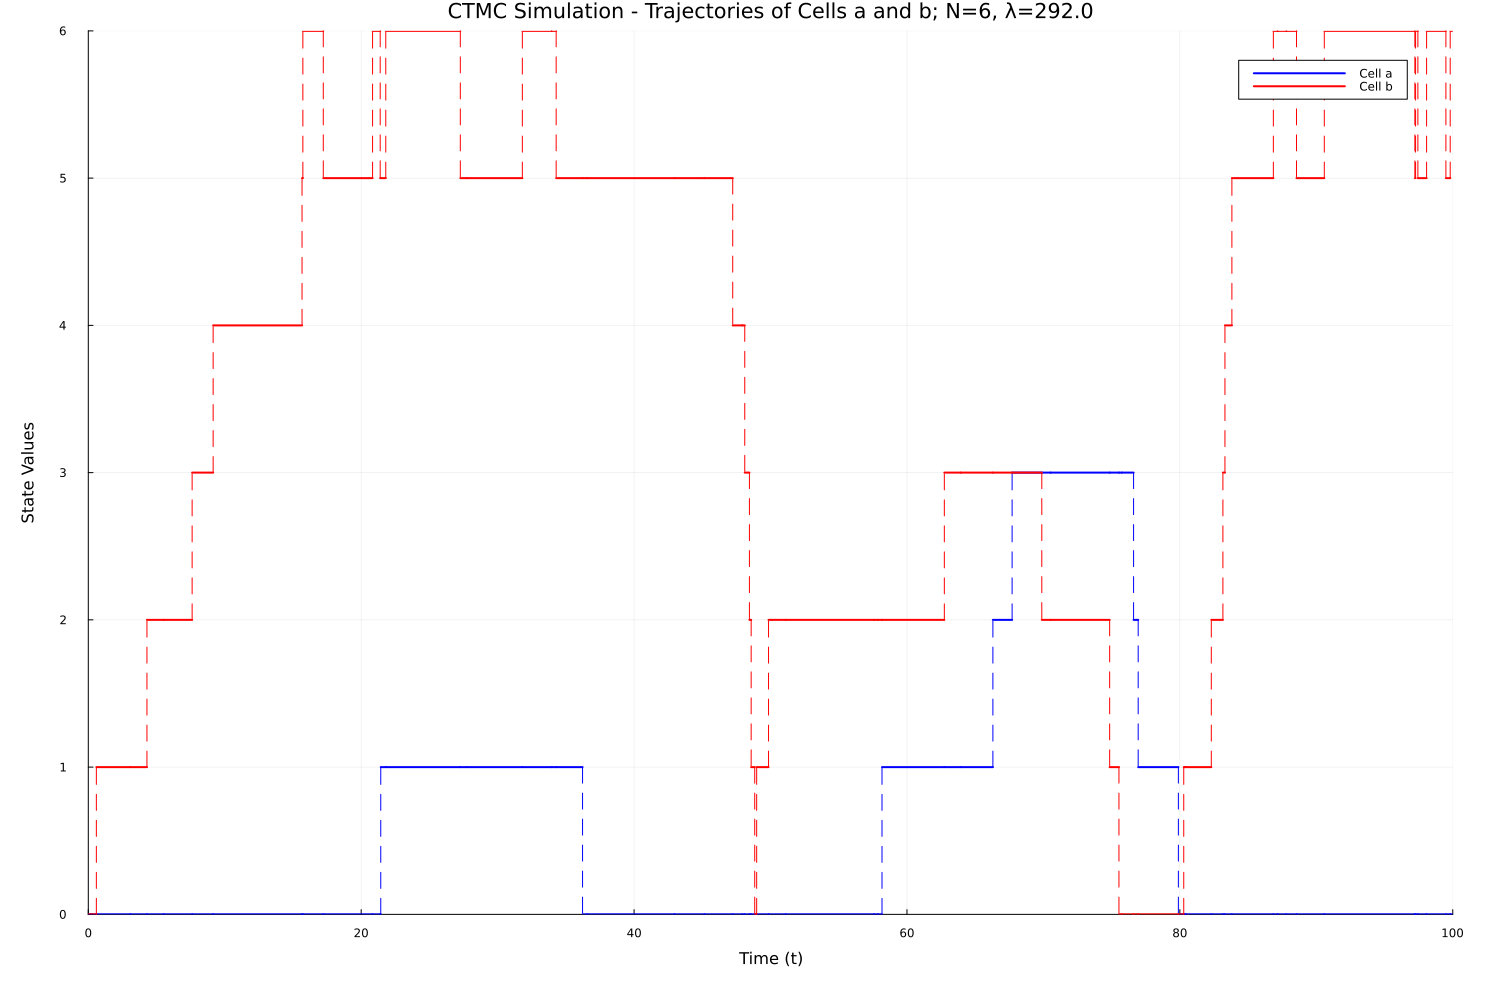 CTMC Simulation - Trajectories of Cells a and b; N=6, λ=292.0
6
Cell a
Cell b
5
4
3
2
1
0
State Values
0 20 40 60 80 100
Time (t)